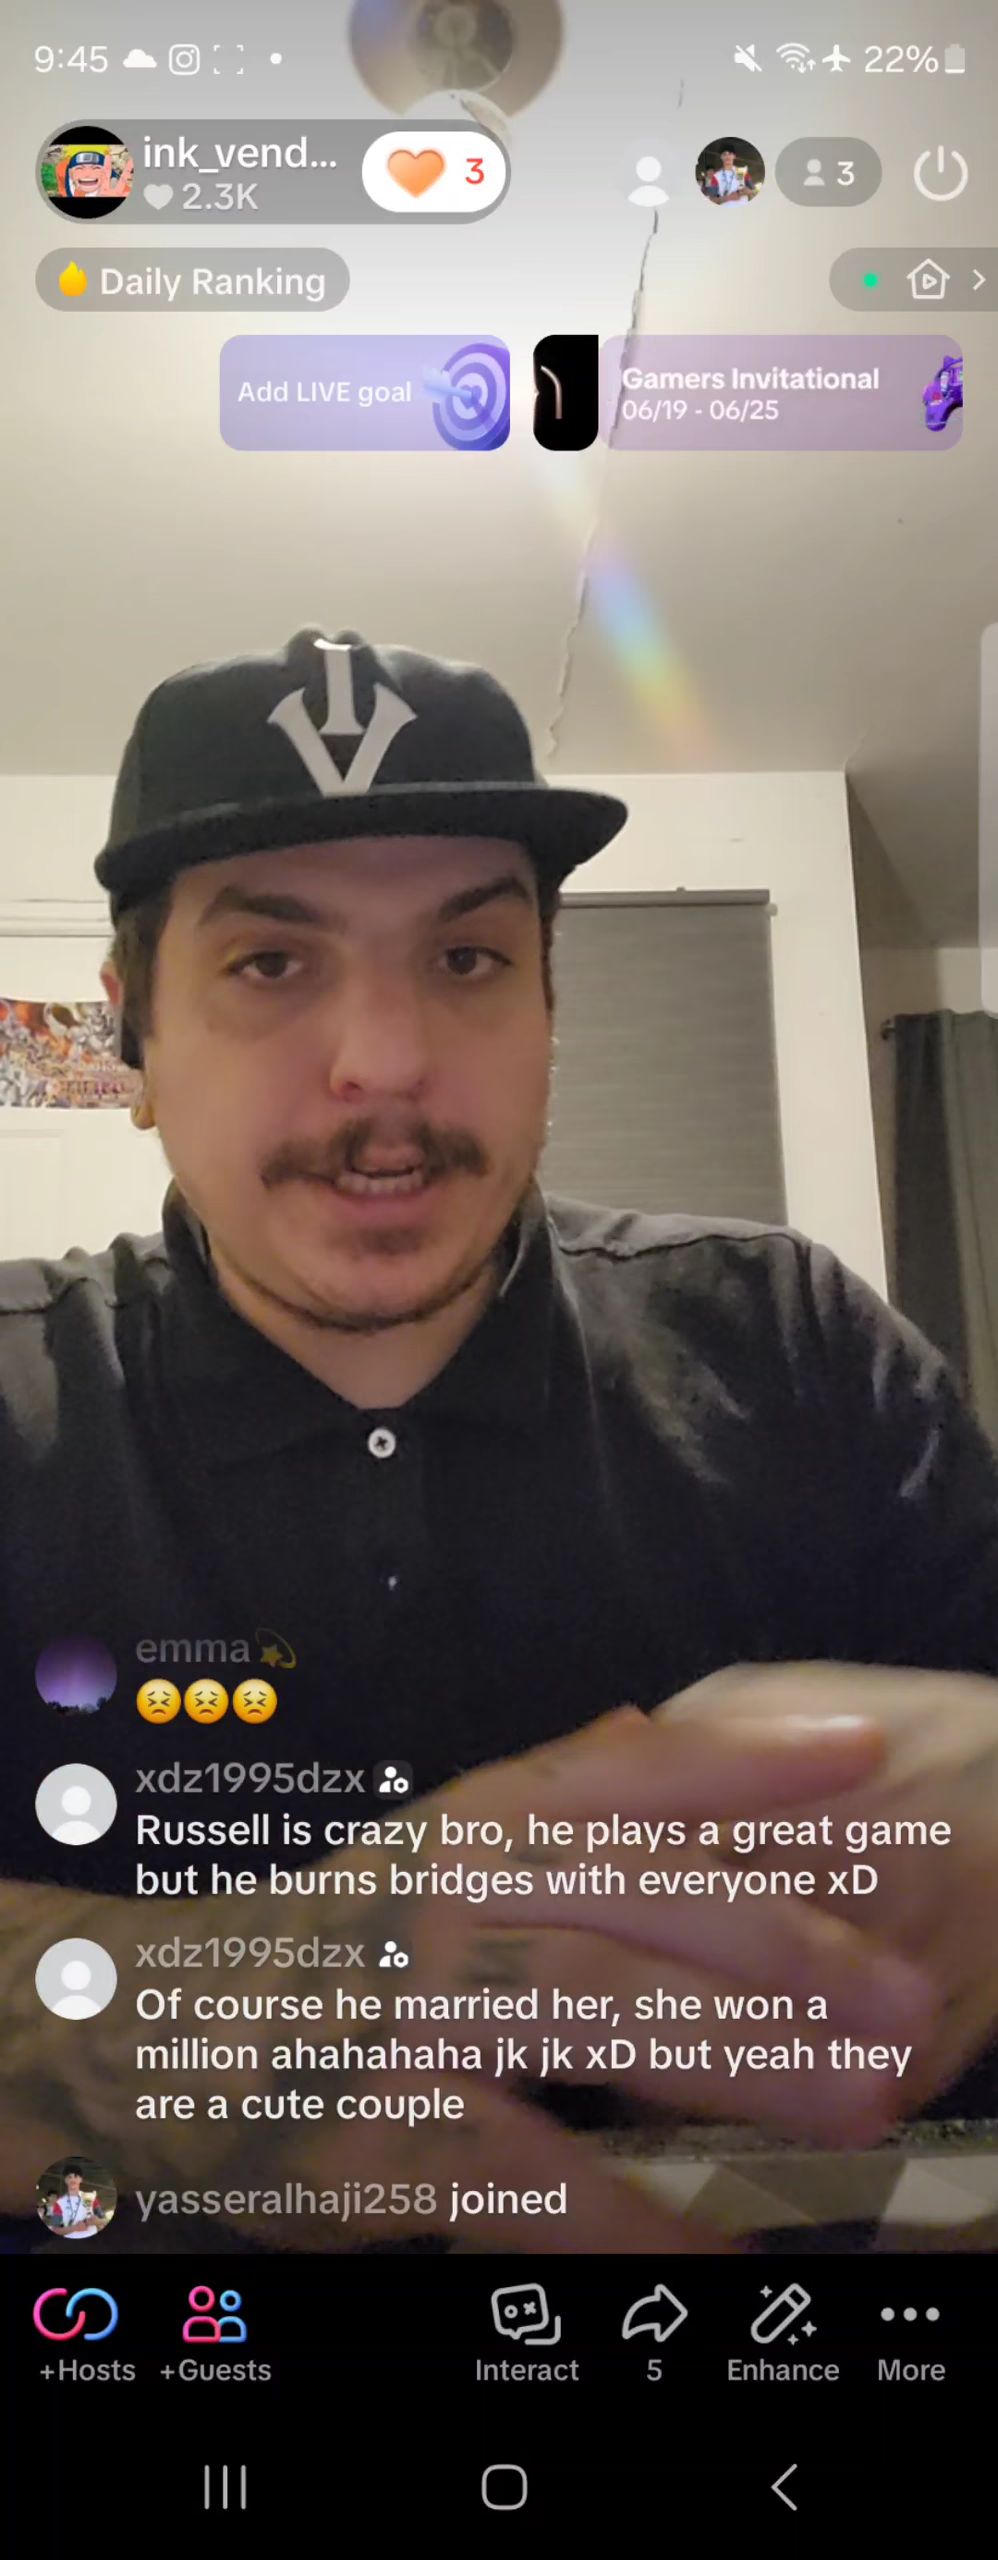 9:45
22%
ink_vend...
2.3K
3
3
Daily Ranking
Add LIVE goal
Gamers Invitational
06/19 - 06/25
IV
emma💫
😣😣😣
xdz1995dzx
Russell is crazy bro, he plays a great game
but he burns bridges with everyone xD
xdz1995dzx
Of course he married her, she won a
million ahahahaha jk jk xD but yeah they
are a cute couple
yasseralhaji258 joined
+Hosts
+Guests
Interact
5
Enhance
More